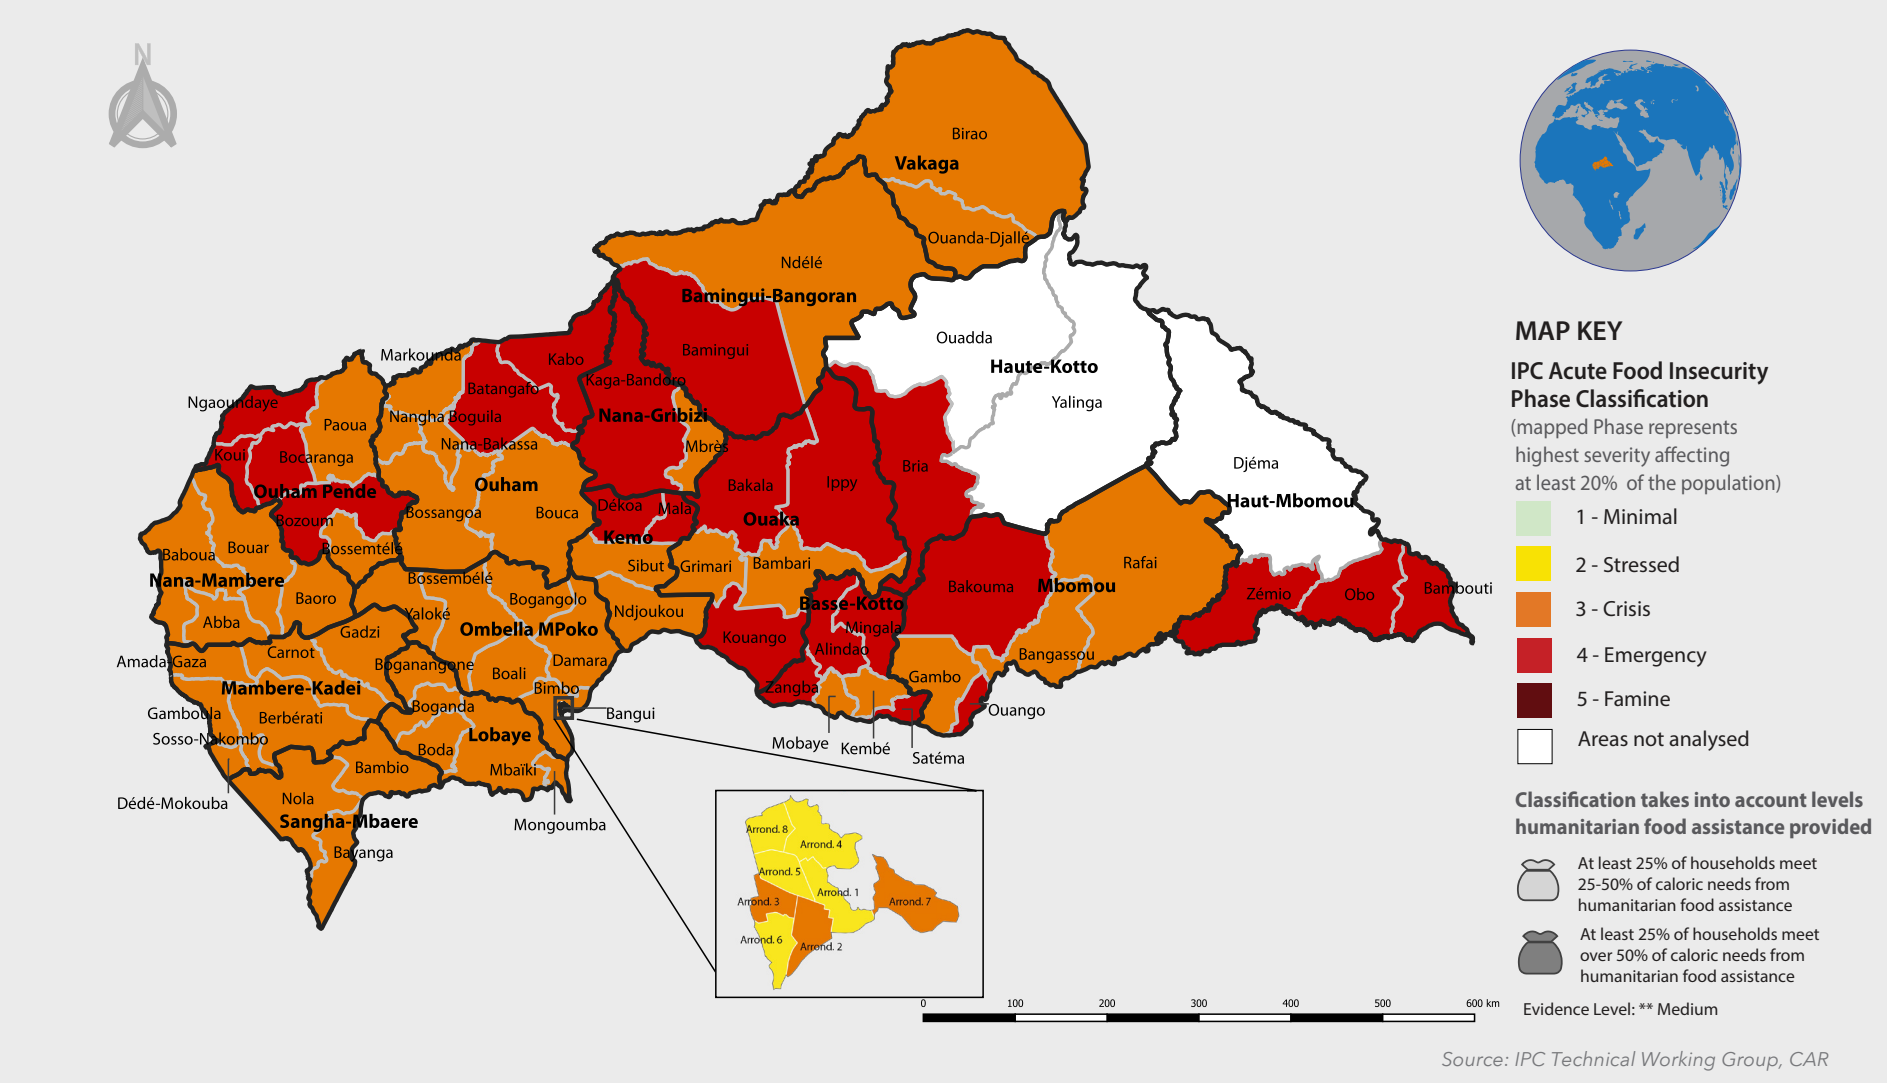 N
Birao
Vakaga
Ouanda-Djallé
Ndélé
Bamingui-Bangoran
Ouadda
Bamingui
Markounda
Kabo
Haute-Kotto
Kaga-Bandoro
Batangafo
Yalinga
Ngaoundaye
Nangha Boguila
Nana-Gribizi
Paoua
Nana-Bakassa
Mbrès
Koui
Bocaranga
Bria
Djéma
Ouham Pende
Ouham
Bakala
Ippy
Haut-Mbomou
Bossangoa
Bouca
Dékoa
Mala
Ouaka
Bozoum
Kemo
Baboua
Bouar
Bossemtélé
Sibut
Grimari
Bambari
Rafai
Nana-Mambere
Bossembélé
Bakouma
Mbomou
Bambouti
Baoro
Bogangolo
Ndjoukou
Basse-Kotto
Zémio
Obo
Abba
Yaloké
Ombella MPoko
Mingala
Gadzi
Kouango
Alindao
Carnot
Amada-Gaza
Boganangone
Boali
Damara
Bangassou
Mambere-Kadei
Bimbo
Zangba
Gambo
Gamboula
Berbérati
Boganda
Bangui
Ouango
Sosso-Nakombo
Lobaye
Boda
Mobaye
Kembé
Satéma
Bambio
Mbaïki
Dédé-Mokouba
Nola
Sangha-Mbaere
Mongoumba
Bayanga
Arrond. 8
Arrond. 4
Arrond. 5
Arrond. 1
Arrond. 3
Arrond. 7
Arrond. 6
Arrond. 2
0 100 200 300 400 500 600 km
MAP KEY
IPC Acute Food Insecurity
Phase Classification
(mapped Phase represents
highest severity affecting
at least 20% of the population)
1 - Minimal
2 - Stressed
3 - Crisis
4 - Emergency
5 - Famine
Areas not analysed
Classification takes into account levels
humanitarian food assistance provided
At least 25% of households meet
25-50% of caloric needs from
humanitarian food assistance
At least 25% of households meet
over 50% of caloric needs from
humanitarian food assistance
Evidence Level: ** Medium
Source: IPC Technical Working Group, CAR